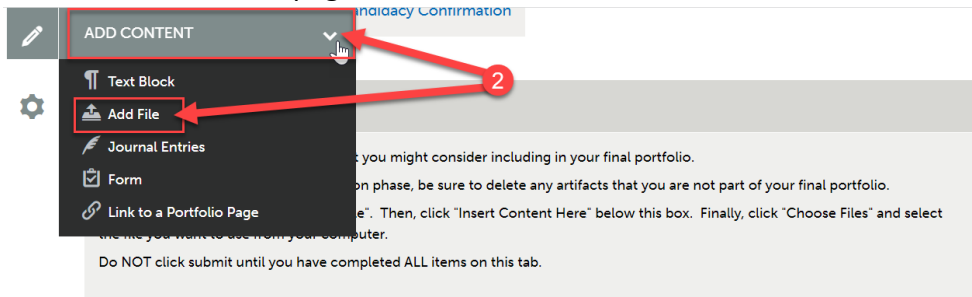 andidacy Confirmation
ADD CONTENT
2
Text Block
Add File
Journal Entries
t you might consider including in your final portfolio.
Form
on phase, be sure to delete any artifacts that you are not part of your final portfolio.
Link to a Portfolio Page
le". Then, click "Insert Content Here" below this box. Finally, click "Choose Files" and select
the file you want to use from your computer.
Do NOT click submit until you have completed ALL items on this tab.